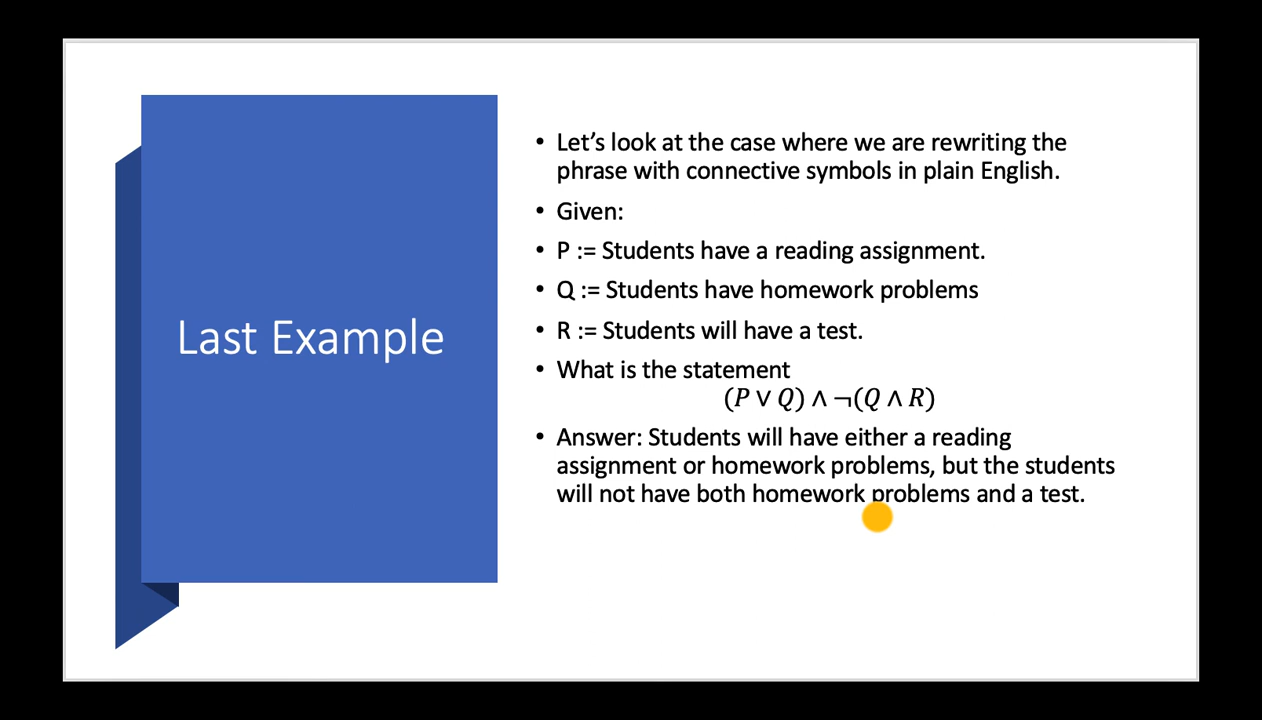 Last Example
• Let’s look at the case where we are rewriting the
phrase with connective symbols in plain English.
• Given:
• P := Students have a reading assignment.
• Q := Students have homework problems
• R := Students will have a test.
• What is the statement
(P ∨ Q) ∧ ¬(Q ∧ R)
• Answer: Students will have either a reading
assignment or homework problems, but the students
will not have both homework problems and a test.